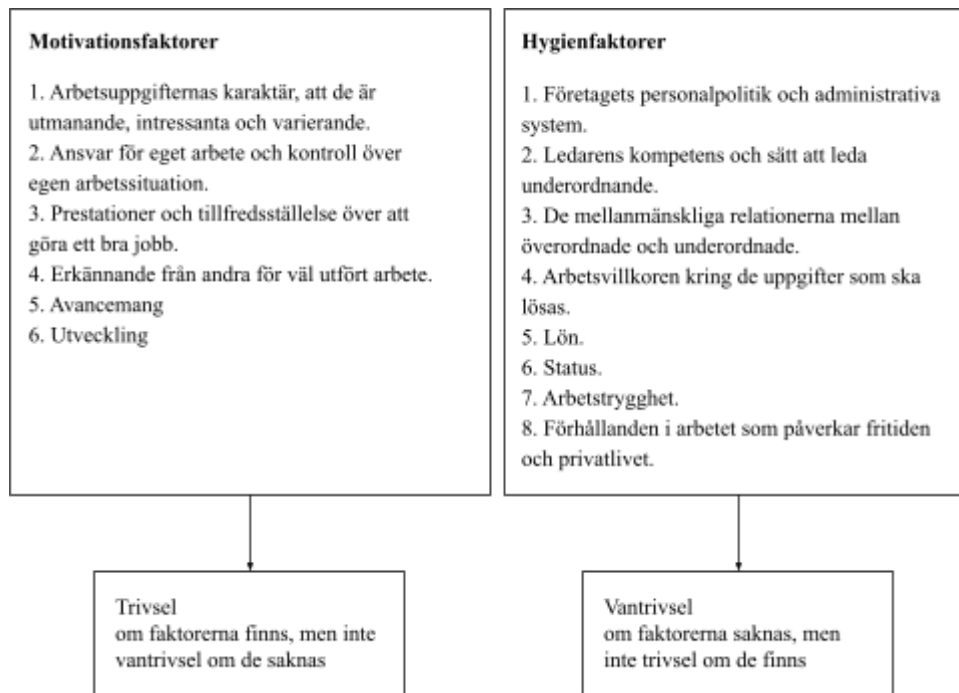 Motivationsfaktorer
1. Arbetsuppgifternas karaktär, att de är
utmanande, intressanta och varierande.
2. Ansvar för eget arbete och kontroll över
egen arbetssituation.
3. Prestationer och tillfredsställelse över att
göra ett bra jobb.
4. Erkännande från andra för väl utfört arbete.
5. Avancemang
6. Utveckling
Hygienfaktorer
1. Företagets personalpolitik och administrativa
system.
2. Ledarens kompetens och sätt att leda
underordnande.
3. De mellanmänskliga relationerna mellan
överordnade och underordnade.
4. Arbetsvillkoren kring de uppgifter som ska
lösas.
5. Lön.
6. Status.
7. Arbetstrygghet.
8. Förhållanden i arbetet som påverkar fritiden
och privatlivet.
Trivsel
om faktorerna finns, men inte
vantrivsel om de saknas
Vantrivsel
om faktorerna saknas, men
inte trivsel om de finns